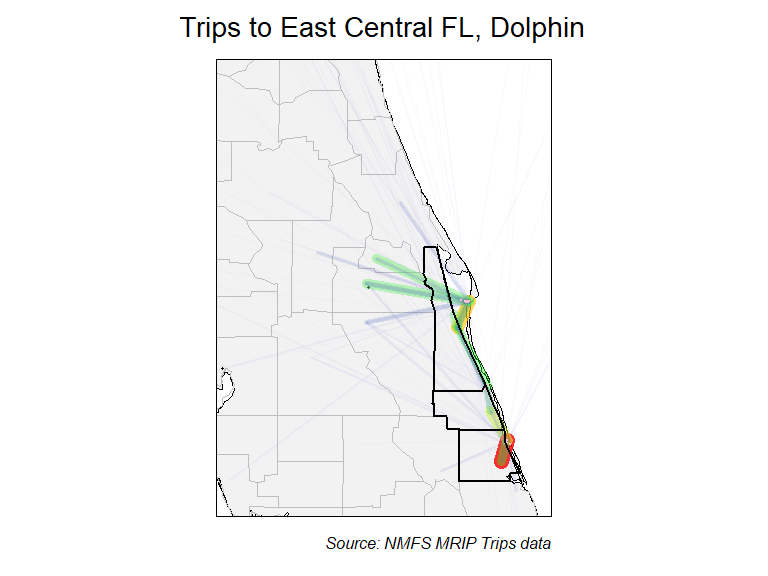 Trips to East Central FL, Dolphin
Source: NMFS MRIP Trips data